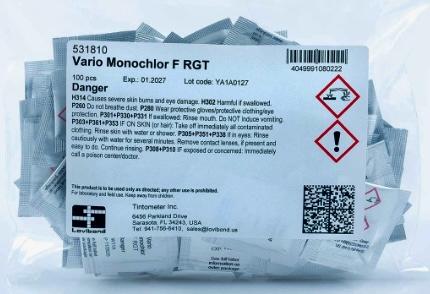 531810
Vario Monochlor F RGT
100 pcs Exp.: 01.2027 Lot code: YA1A0127
4049991080222
Danger
H314 Causes severe skin burns and eye damage. H302 Harmful if swallowed.
P260 Do not breathe dust. P280 Wear protective gloves/protective clothing/eye
protection. P301+P330+P331 If swallowed: Rinse mouth. Do NOT induce vomiting.
P303+P361+P353 IF ON SKIN (or hair): Take off immediately all contaminated
clothing. Rinse skin with water or shower. P305+P351+P338 IF IN EYES: Rinse
cautiously with water for several minutes. Remove contact lenses, if present and
easy to do. Continue rinsing. P308+P310 IF exposed or concerned: Immediately
call a poison center/doctor.
This product is to be used for analysis only, any other use is prohibited.
For laboratory and field use only. Keep away from children.
Lovibond
Tintometer Inc.
6456 Parkland Drive
Sarasota, FL 34243, USA
Tel: 941-756-6410, sales@lovibond.us